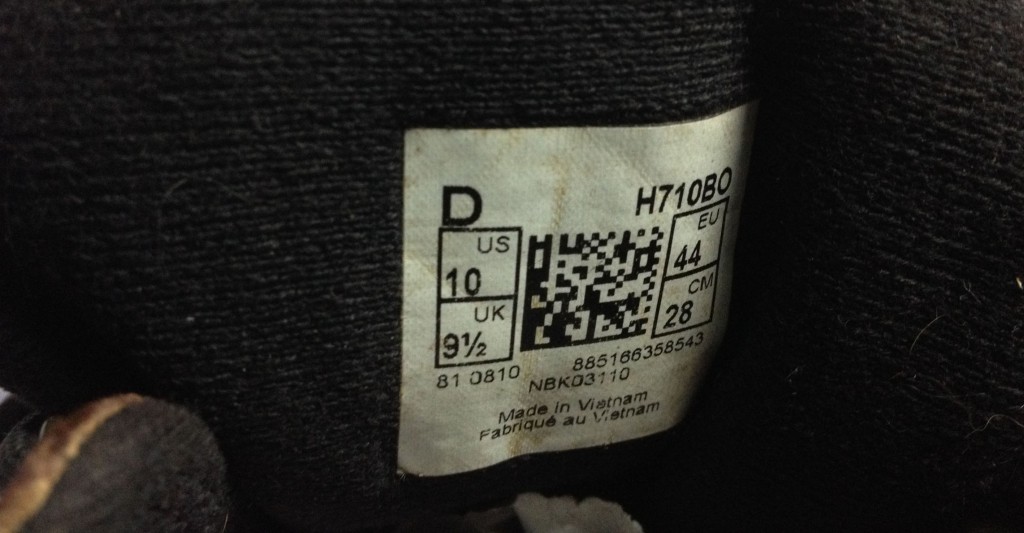 D H710BO
US 10 EU 44
UK 9½ CM 28
885166358543
81 0810 NBK03110
Made in Vietnam
Fabriqué au Vietnam